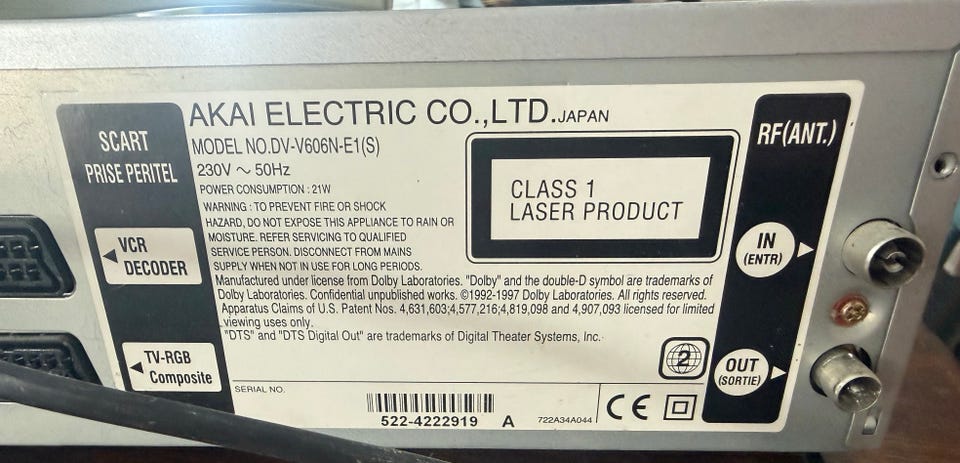 SCART
PRISE PERITEL
VCR
DECODER
TV-RGB
Composite
AKAI ELECTRIC CO.,LTD.JAPAN
MODEL NO.DV-V606N-E1(S)
230V ~ 50Hz
POWER CONSUMPTION : 21W
WARNING : TO PREVENT FIRE OR SHOCK
HAZARD, DO NOT EXPOSE THIS APPLIANCE TO RAIN OR
MOISTURE. REFER SERVICING TO QUALIFIED
SERVICE PERSON. DISCONNECT FROM MAINS
SUPPLY WHEN NOT IN USE FOR LONG PERIODS.
CLASS 1
LASER PRODUCT
Manufactured under license from Dolby Laboratories. "Dolby" and the double-D symbol are trademarks of
Dolby Laboratories. Confidential unpublished works. ©1992-1997 Dolby Laboratories. All rights reserved.
Apparatus Claims of U.S. Patent Nos. 4,631,603;4,577,216;4,819,098 and 4,907,093 licensed for limited
viewing uses only.
"DTS" and "DTS Digital Out" are trademarks of Digital Theater Systems, Inc.
2
SERIAL NO.
522-4222919 A
722A34A044
CE
RF(ANT.)
IN
(ENTR)
OUT
(SORTIE)